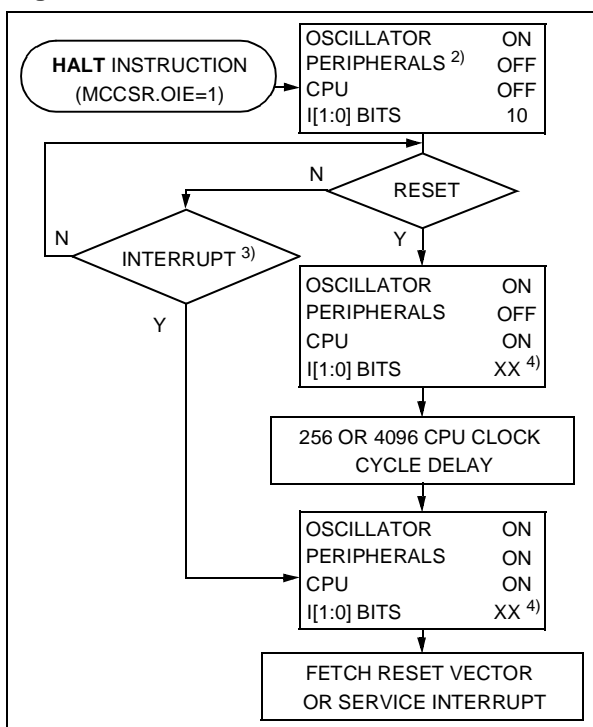 HALT INSTRUCTION
(MCCSR.OIE=1)
OSCILLATOR ON
PERIPHERALS 2) OFF
CPU OFF
I[1:0] BITS 10
RESET
N
Y
INTERRUPT 3)
N
Y
OSCILLATOR ON
PERIPHERALS OFF
CPU ON
I[1:0] BITS XX 4)
256 OR 4096 CPU CLOCK
CYCLE DELAY
OSCILLATOR ON
PERIPHERALS ON
CPU ON
I[1:0] BITS XX 4)
FETCH RESET VECTOR
OR SERVICE INTERRUPT